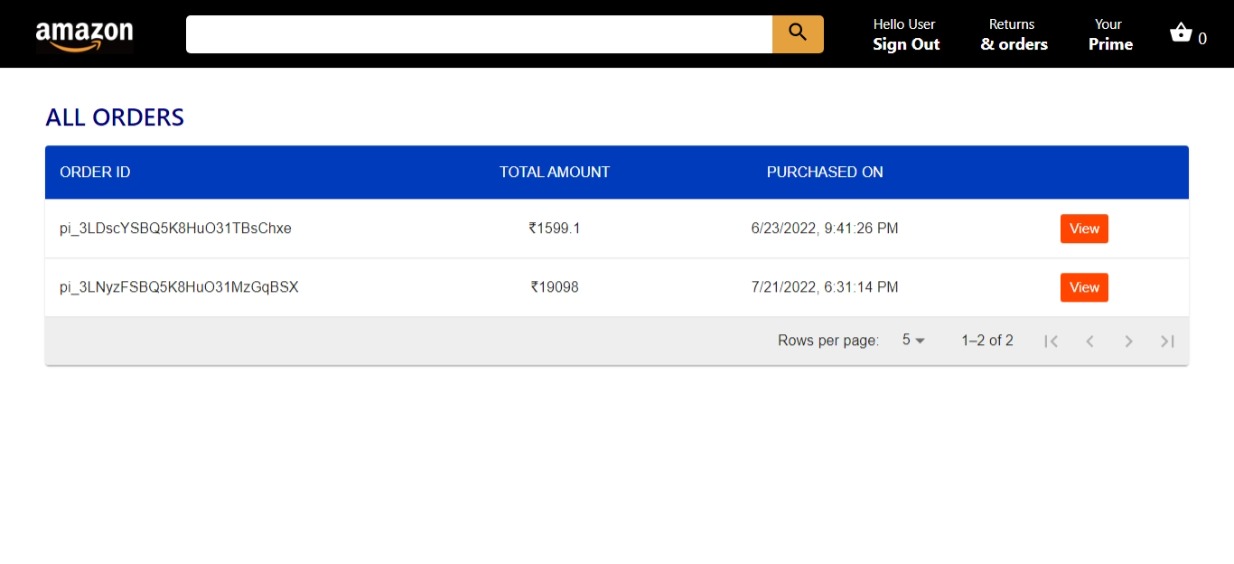 amazon
Hello User
Sign Out
Returns
& orders
Your
Prime
0
ALL ORDERS
ORDER ID TOTAL AMOUNT PURCHASED ON
pi_3LDscYSBQ5K8HuO31TBsChxe ₹1599.1 6/23/2022, 9:41:26 PM View
pi_3LNyzFSBQ5K8HuO31MzGqBSX ₹19098 7/21/2022, 6:31:14 PM View
Rows per page: 5 1–2 of 2